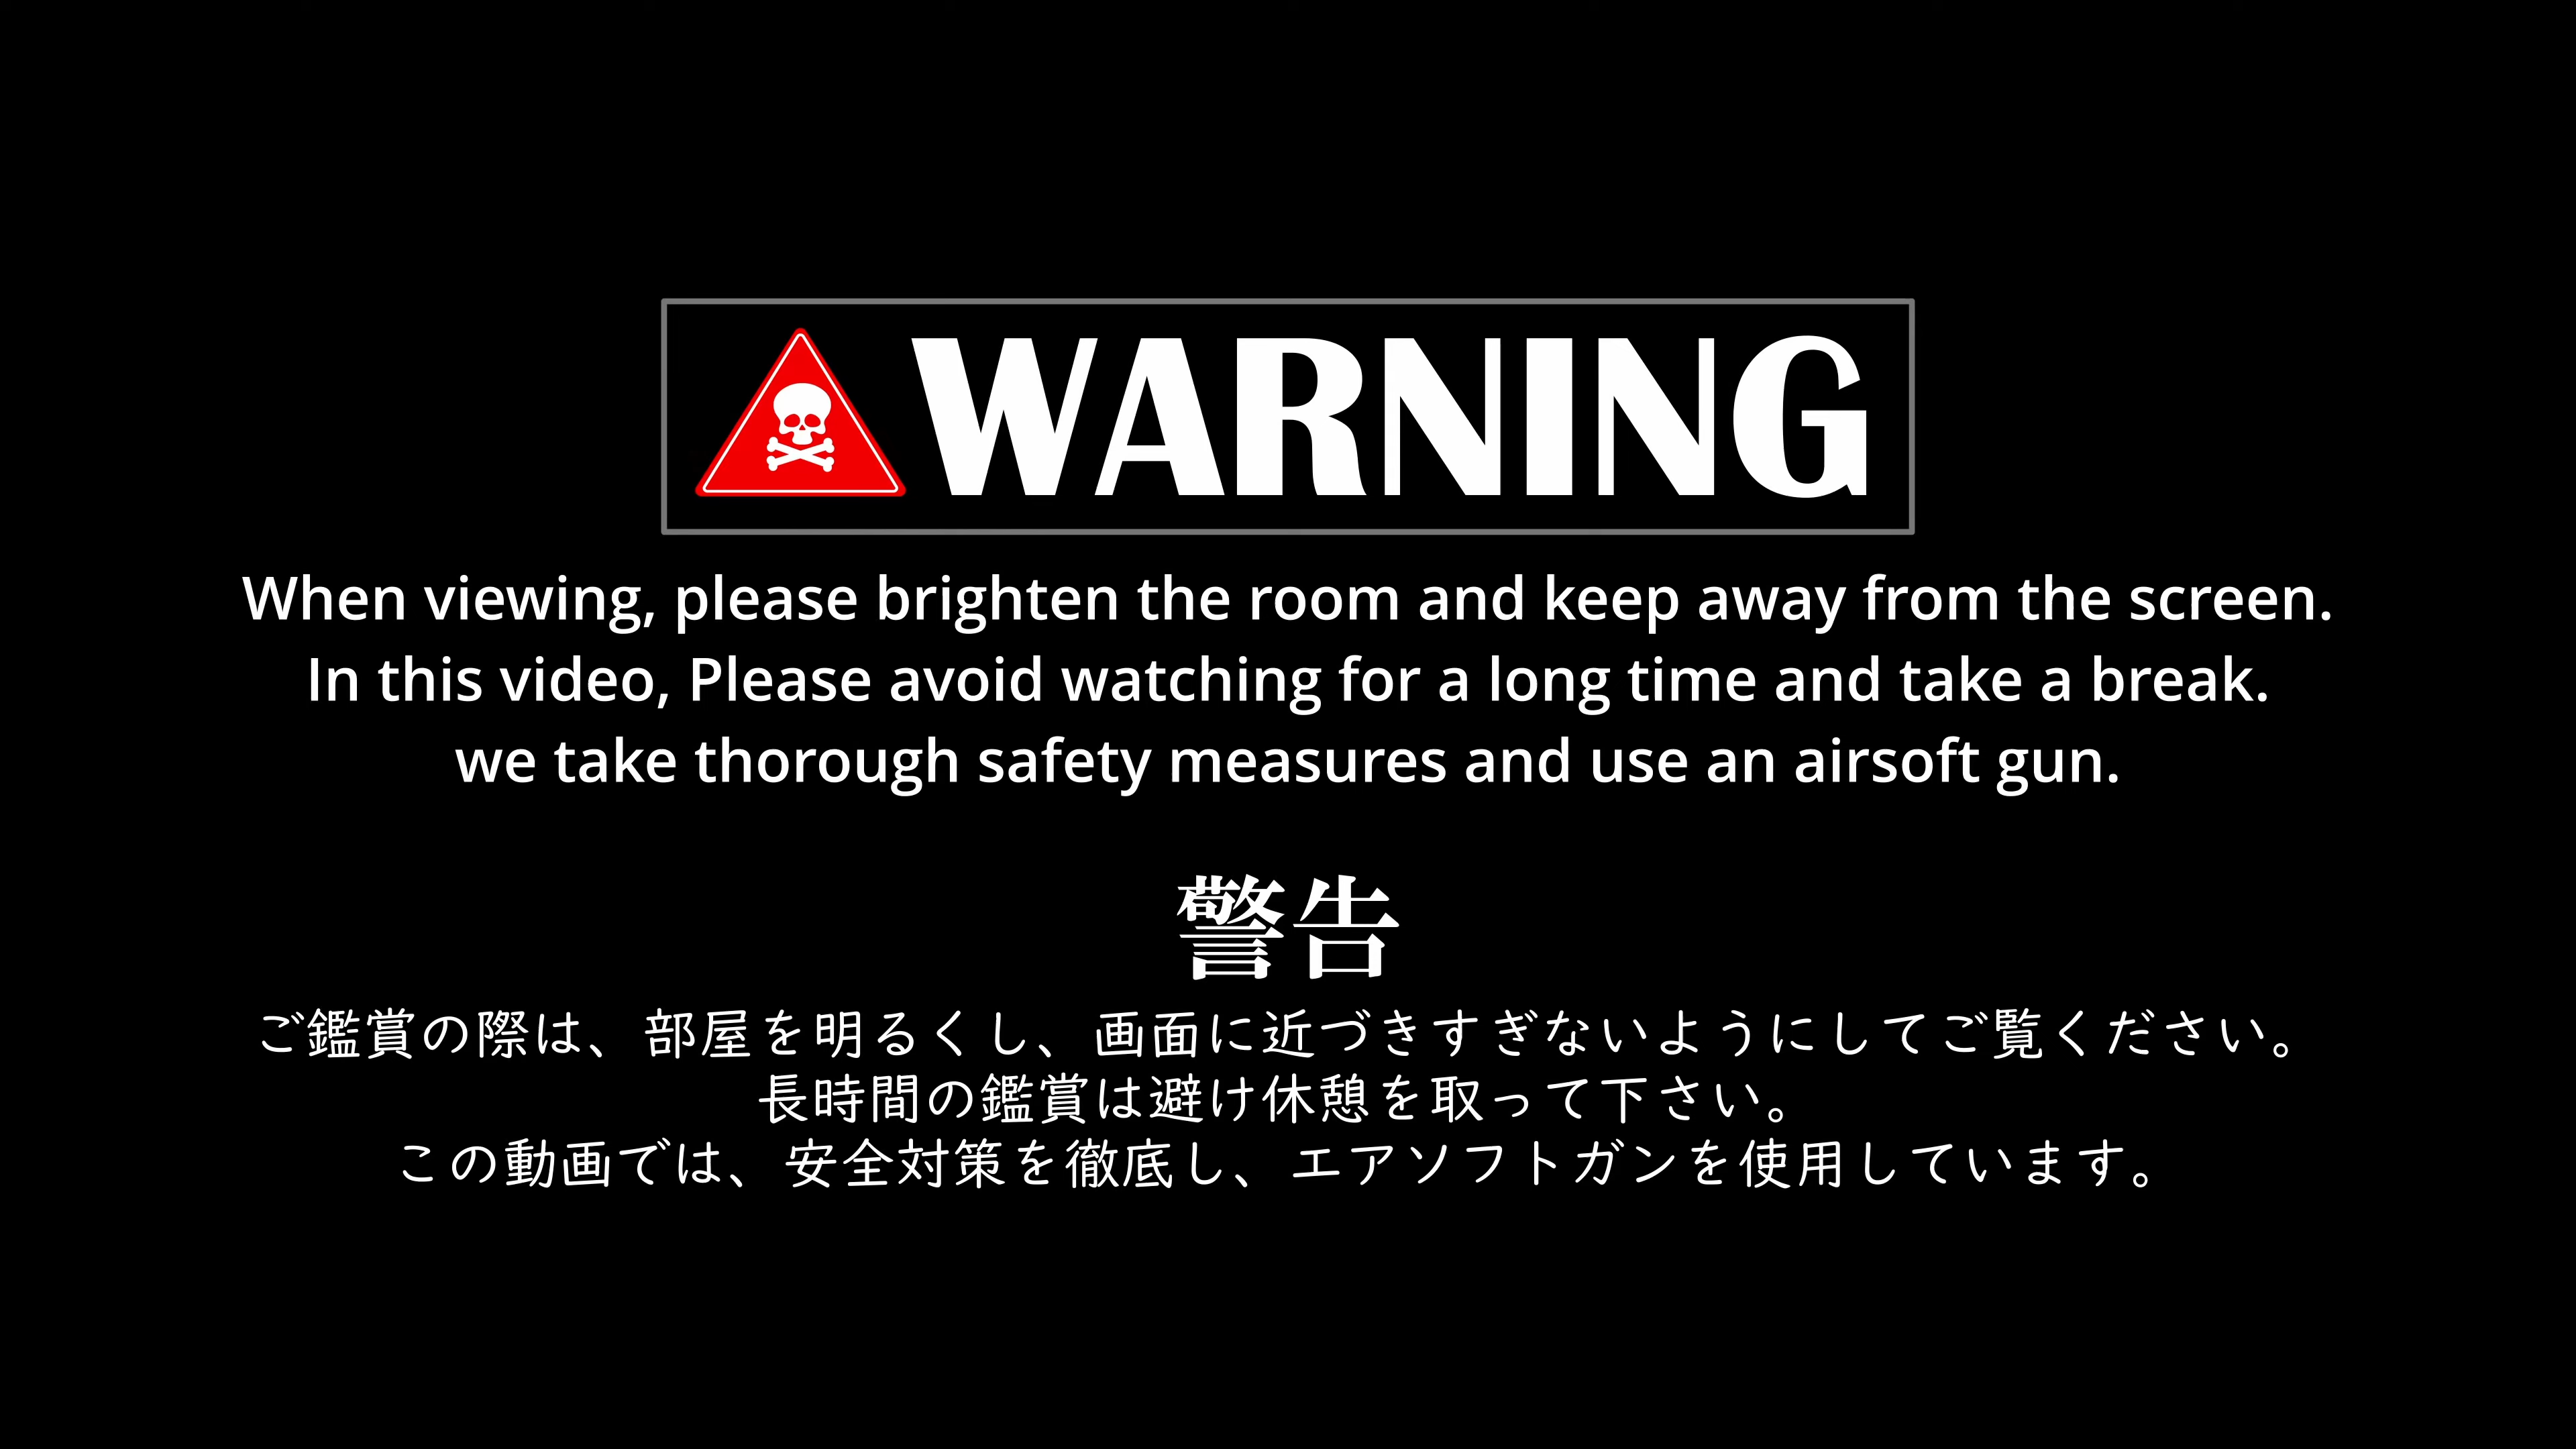 WARNING
When viewing, please brighten the room and keep away from the screen.
In this video, Please avoid watching for a long time and take a break.
we take thorough safety measures and use an airsoft gun.
警告
ご鑑賞の際は、部屋を明るくし、画面に近づきすぎないようにしてご覧ください。
長時間の鑑賞は避け休憩を取って下さい。
この動画では、安全対策を徹底し、エアソフトガンを使用しています。